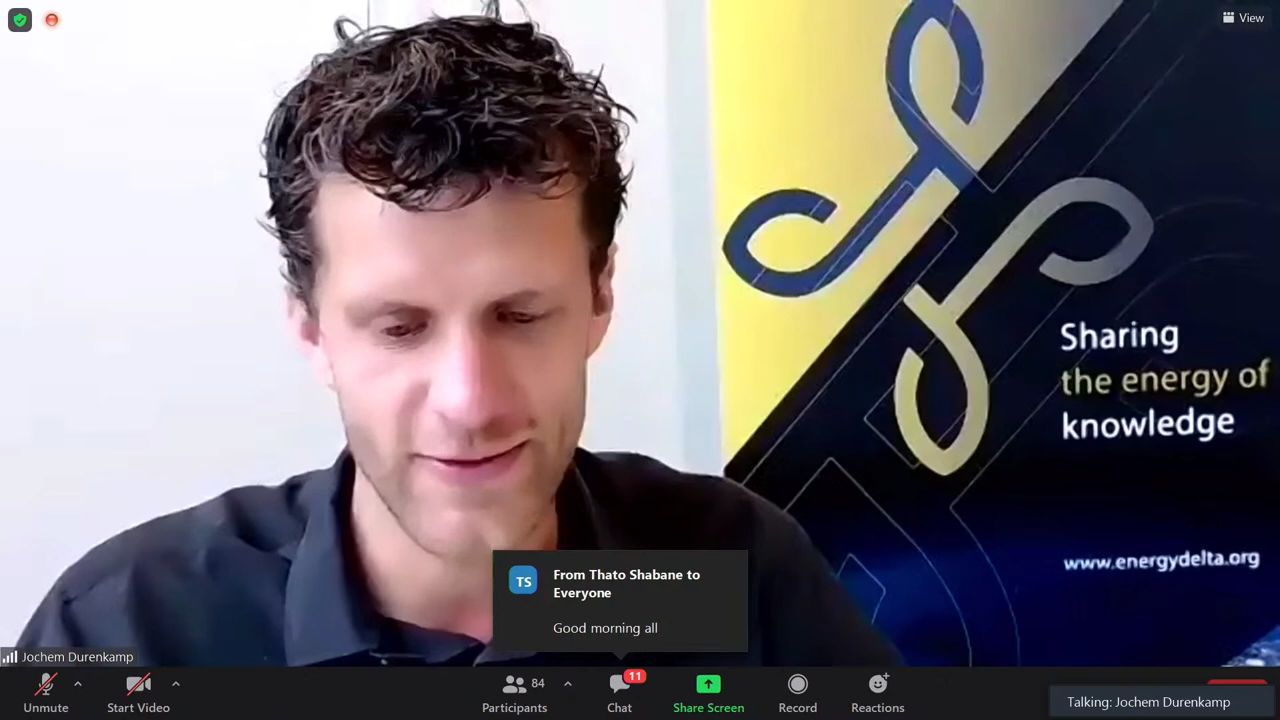 View
Sharing
the energy of
knowledge
www.energydelta.org
TS
From Thato Shabane to
Everyone
Good morning all
Jochem Durenkamp
Unmute
Start Video
84
Participants
11
Chat
Share Screen
Record
Reactions
Talking: Jochem Durenkamp